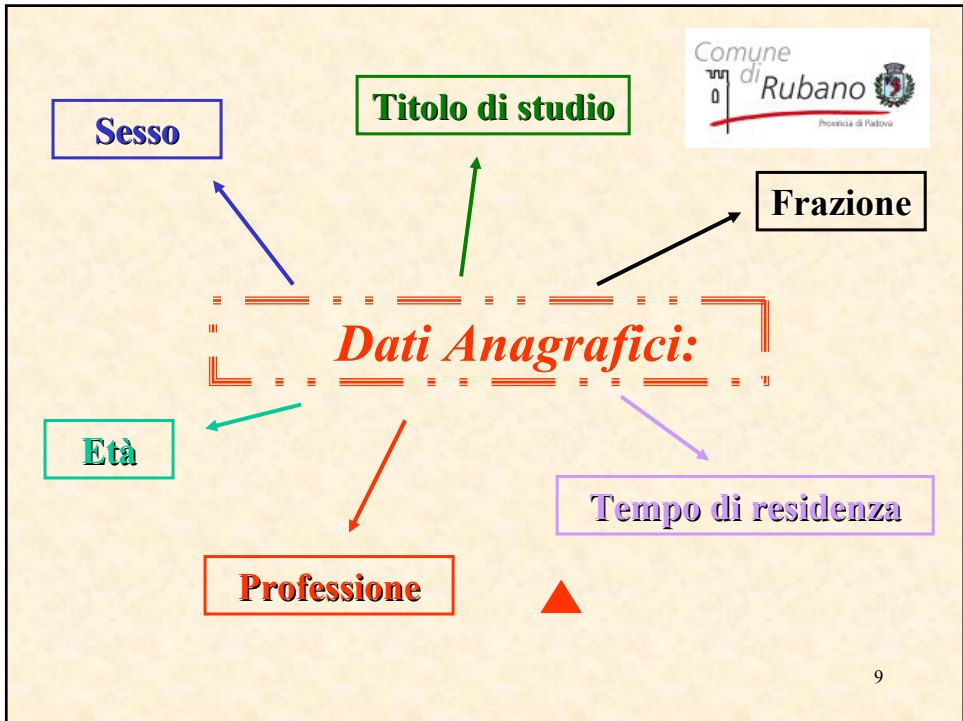 Comune
di
Rubano
Provincia di Padova
Titolo di studio
Sesso
Frazione
Dati Anagrafici:
Età
Tempo di residenza
Professione
9